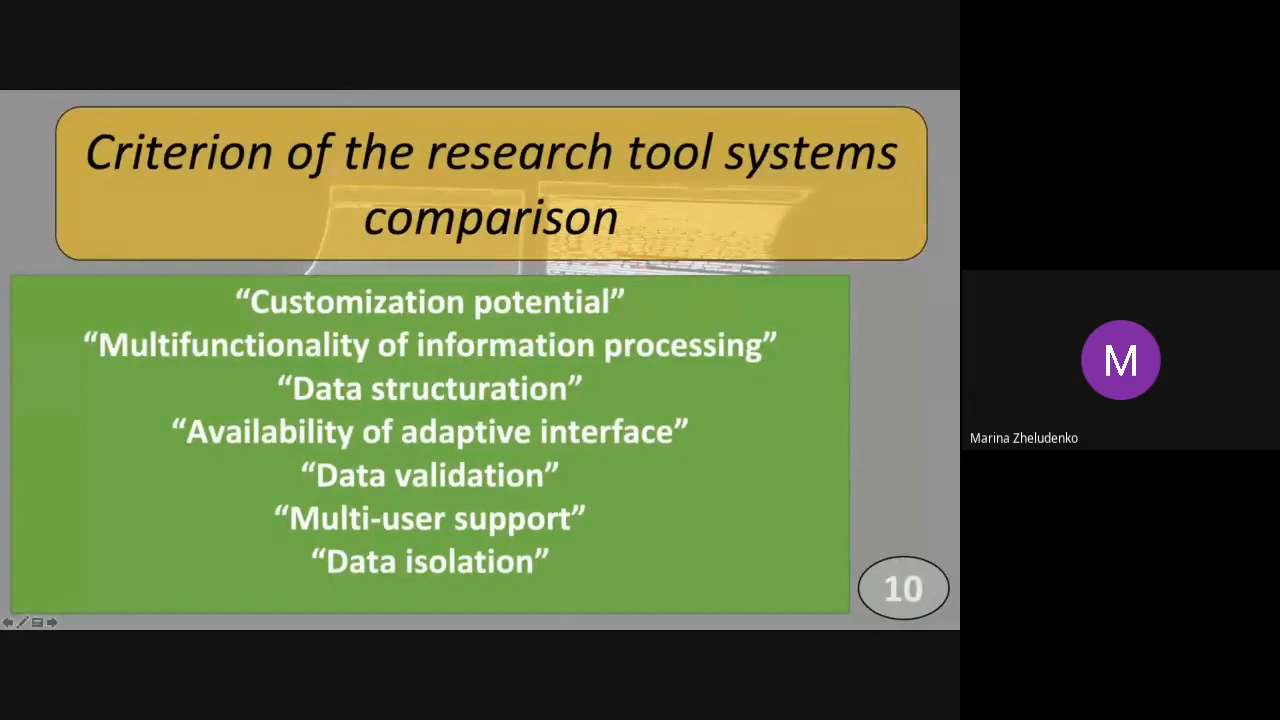 Criterion of the research tool systems
comparison
“Customization potential”
“Multifunctionality of information processing”
“Data structuration”
“Availability of adaptive interface”
“Data validation”
“Multi-user support”
“Data isolation”
10
M
Marina Zheludenko